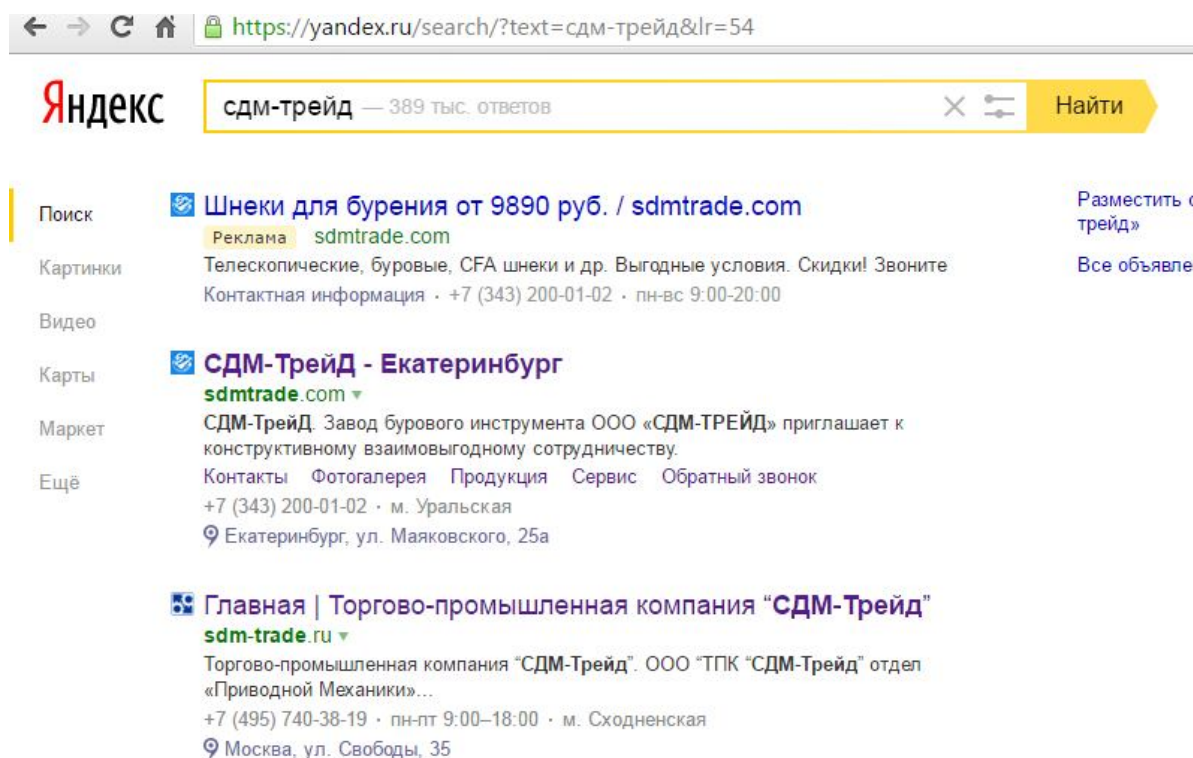 https://yandex.ru/search/?text=сдм-трейд&lr=54
Яндекс
сдм-трейд — 389 тыс. ответов
Найти
Поиск
Картинки
Видео
Карты
Маркет
Ещё
Шнеки для бурения от 9890 руб. / sdmtrade.com
Реклама sdmtrade.com
Телескопические, буровые, CFA шнеки и др. Выгодные условия. Скидки! Звоните
Контактная информация · +7 (343) 200-01-02 · пн-вс 9:00-20:00
СДМ-ТрейД - Екатеринбург
sdmtrade.com
СДМ-ТрейД. Завод бурового инструмента ООО «СДМ-ТРЕЙД» приглашает к
конструктивному взаимовыгодному сотрудничеству.
Контакты Фотогалерея Продукция Сервис Обратный звонок
+7 (343) 200-01-02 · м. Уральская
Екатеринбург, ул. Маяковского, 25а
Главная | Торгово-промышленная компания “СДМ-Трейд”
sdm-trade.ru
Торгово-промышленная компания “СДМ-Трейд”. ООО “ТПК “СДМ-Трейд” отдел
«Приводной Механики»...
+7 (495) 740-38-19 · пн-пт 9:00–18:00 · м. Сходненская
Москва, ул. Свободы, 35
Разместить
трейд»
Все